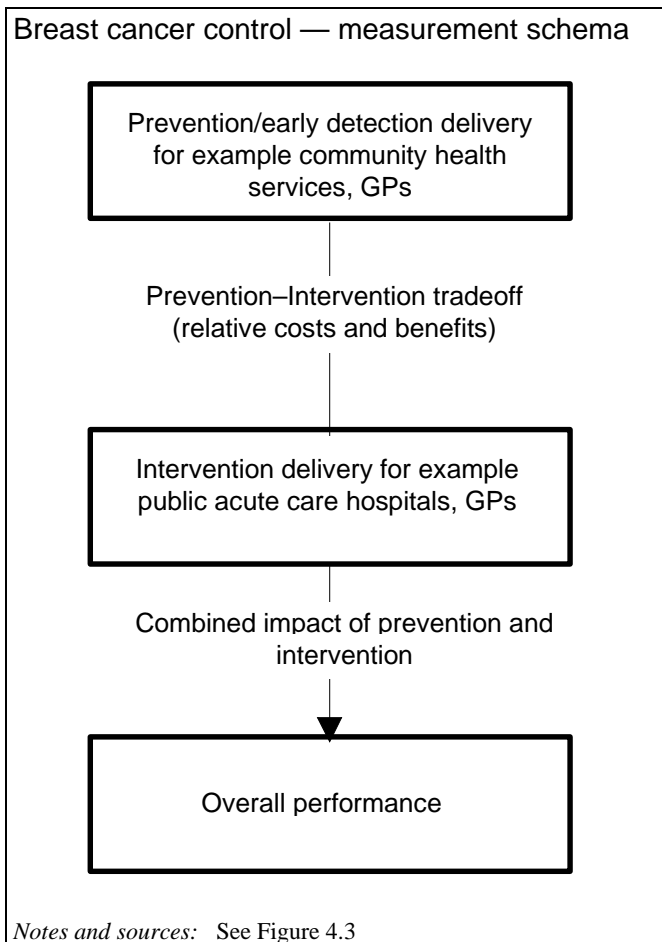 Breast cancer control — measurement schema
Prevention/early detection delivery
for example community health
services, GPs
Prevention–Intervention tradeoff
(relative costs and benefits)
Intervention delivery for example
public acute care hospitals, GPs
Combined impact of prevention and
intervention
Overall performance
Notes and sources: See Figure 4.3